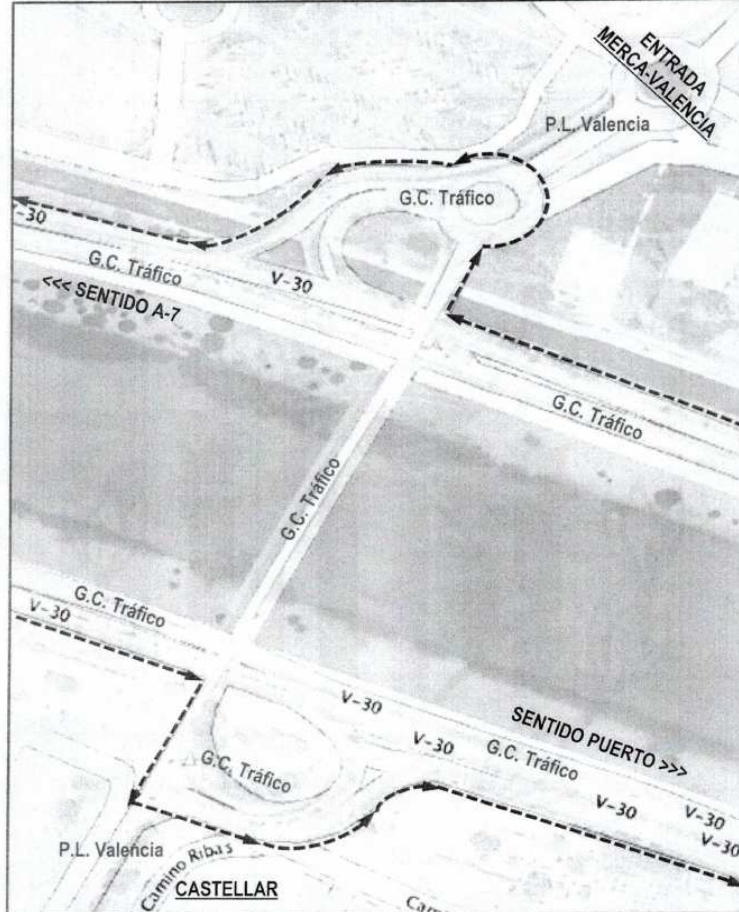 ENTRADA
MERCA-VALENCIA
P.L. Valencia
G.C. Tráfico
-30
G.C. Tráfico
V-30
<<< SENTIDO A-7
G.C. Tráfico
G.C. Tráfico
G.C. Tráfico
V-30
V-30
SENTIDO PUERTO >>>
V-30
G.C. Tráfico
G.C. Tráfico
V-30
V-30
V-30
P.L. Valencia
Camino Ribas
CASTELLAR
Cam